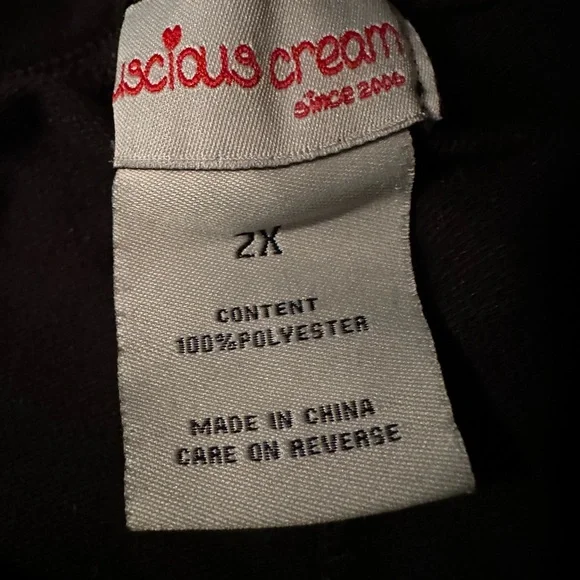 uscious cream
since 2006
2X
CONTENT
100%POLYESTER
MADE IN CHINA
CARE ON REVERSE